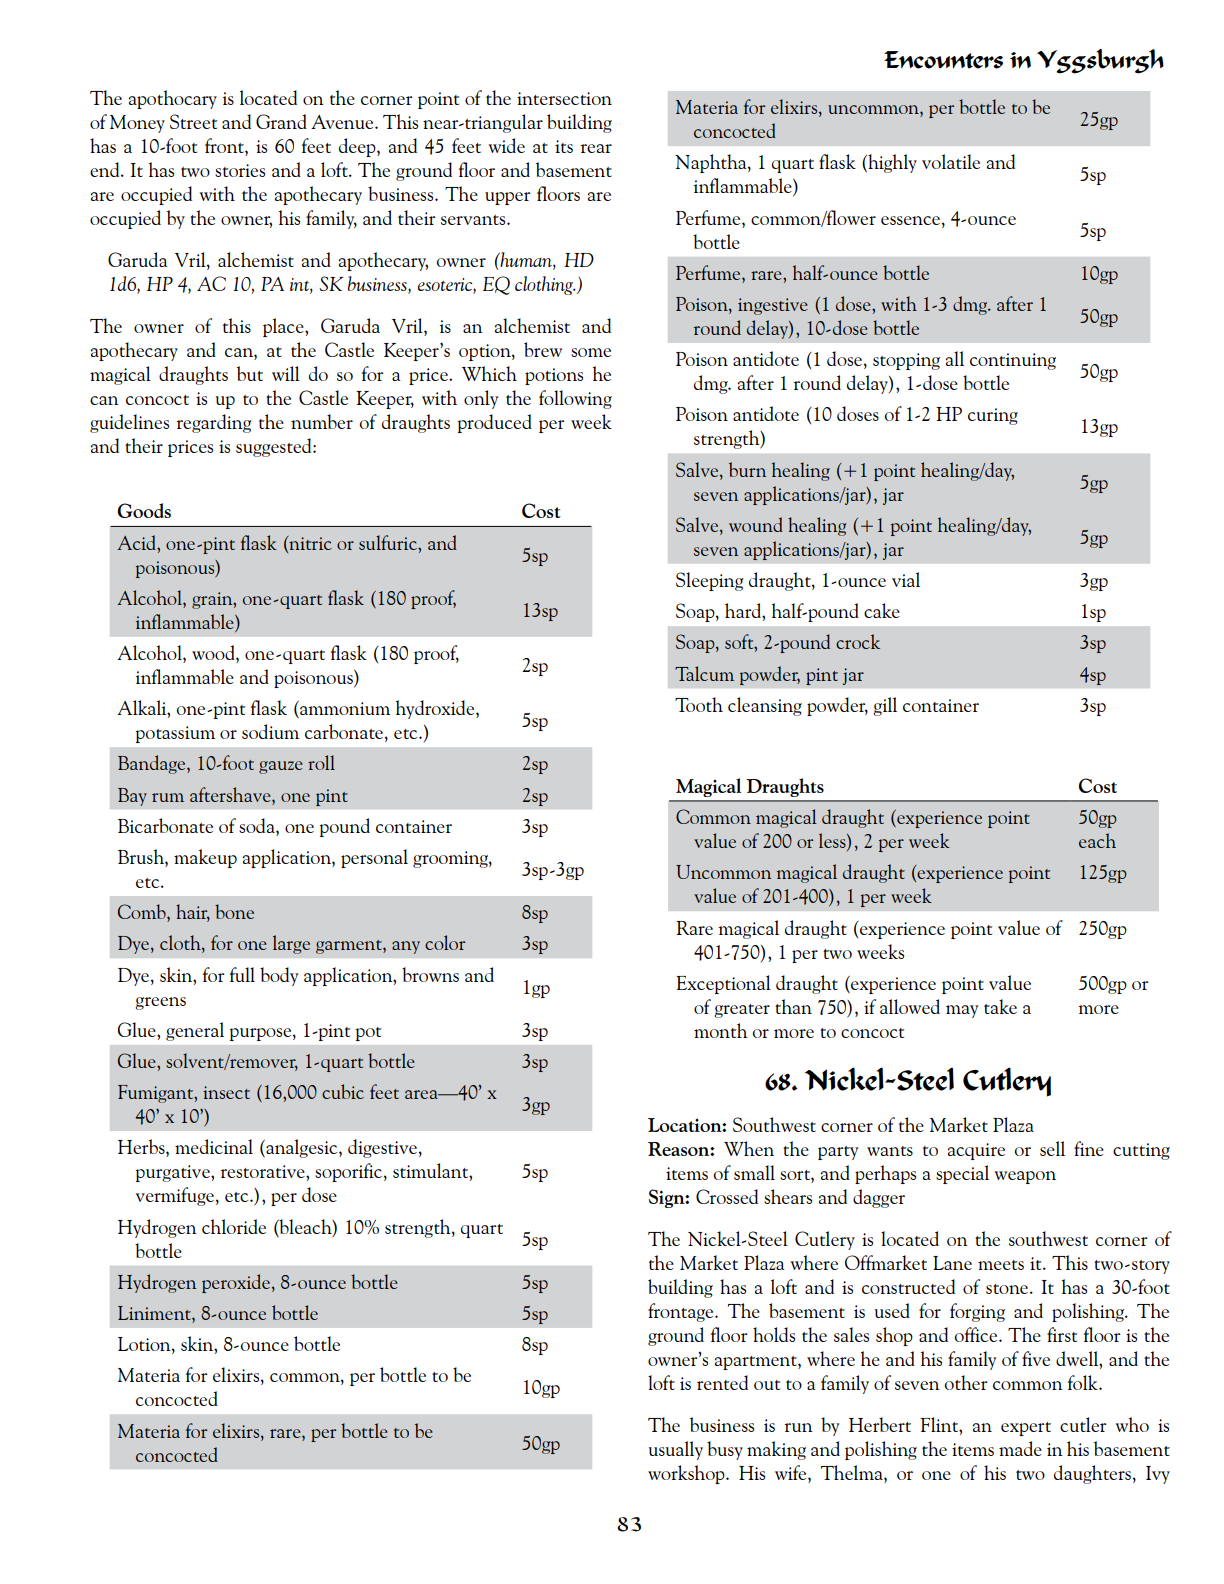 Encounters in Yggsburgh
The apothocary is located on the corner point of the intersection
of Money Street and Grand Avenue. This near-triangular building
has a 10-foot front, is 60 feet deep, and 45 feet wide at its rear
end. It has two stories and a loft. The ground floor and basement
are occupied with the apothecary business. The upper floors are
occupied by the owner, his family, and their servants.
Garuda Vril, alchemist and apothecary, owner (human, HD
1d6, HP 4, AC 10, PA int, SK business, esoteric, EQ clothing.)
The owner of this place, Garuda Vril, is an alchemist and
apothecary and can, at the Castle Keeper's option, brew some
magical draughts but will do so for a price. Which potions he
can concoct is up to the Castle Keeper, with only the following
guidelines regarding the number of draughts produced per week
and their prices is suggested:
Goods Cost
Acid, one-pint flask (nitric or sulfuric, and
poisonous) 5sp
Alcohol, grain, one-quart flask (180 proof,
inflammable) 13sp
Alcohol, wood, one-quart flask (180 proof,
inflammable and poisonous) 2sp
Alkali, one-pint flask (ammonium hydroxide,
potassium or sodium carbonate, etc.) 5sp
Bandage, 10-foot gauze roll 2sp
Bay rum aftershave, one pint 2sp
Bicarbonate of soda, one pound container 3sp
Brush, makeup application, personal grooming,
etc. 3sp-3gp
Comb, hair, bone 8sp
Dye, cloth, for one large garment, any color 3sp
Dye, skin, for full body application, browns and
greens 1gp
Glue, general purpose, 1-pint pot 3sp
Glue, solvent/remover, 1-quart bottle 3sp
Fumigant, insect (16,000 cubic feet area—40' x
40' x 10') 3gp
Herbs, medicinal (analgesic, digestive,
purgative, restorative, soporific, stimulant, 5sp
vermifuge, etc.), per dose
Hydrogen chloride (bleach) 10% strength, quart
bottle 5sp
Hydrogen peroxide, 8-ounce bottle 5sp
Liniment, 8-ounce bottle 5sp
Lotion, skin, 8-ounce bottle 8sp
Materia for elixirs, common, per bottle to be
concocted 10gp
Materia for elixirs, rare, per bottle to be
concocted 50gp
Materia for elixirs, uncommon, per bottle to be
concocted 25gp
Naphtha, 1 quart flask (highly volatile and
inflammable) 5sp
Perfume, common/flower essence, 4-ounce
bottle 5sp
Perfume, rare, half-ounce bottle 10gp
Poison, ingestive (1 dose, with 1-3 dmg. after 1
round delay), 10-dose bottle 50gp
Poison antidote (1 dose, stopping all continuing
dmg. after 1 round delay), 1-dose bottle 50gp
Poison antidote (10 doses of 1-2 HP curing
strength) 13gp
Salve, burn healing (+1 point healing/day,
seven applications/jar), jar 5gp
Salve, wound healing (+1 point healing/day,
seven applications/jar), jar 5gp
Sleeping draught, 1-ounce vial 3gp
Soap, hard, half-pound cake 1sp
Soap, soft, 2-pound crock 3sp
Talcum powder, pint jar 4sp
Tooth cleansing powder, gill container 3sp
Magical Draughts Cost
Common magical draught (experience point 50gp
value of 200 or less), 2 per week each
Uncommon magical draught (experience point 125gp
value of 201-400), 1 per week
Rare magical draught (experience point value of 250gp
401-750), 1 per two weeks
Exceptional draught (experience point value 500gp or
of greater than 750), if allowed may take a more
month or more to concoct
68. Nickel-Steel Cutlery
Location: Southwest corner of the Market Plaza
Reason: When the party wants to acquire or sell fine cutting
items of small sort, and perhaps a special weapon
Sign: Crossed shears and dagger
The Nickel-Steel Cutlery is located on the southwest corner of
the Market Plaza where Offmarket Lane meets it. This two-story
building has a loft and is constructed of stone. It has a 30-foot
frontage. The basement is used for forging and polishing. The
ground floor holds the sales shop and office. The first floor is the
owner's apartment, where he and his family of five dwell, and the
loft is rented out to a family of seven other common folk.
The business is run by Herbert Flint, an expert cutler who is
usually busy making and polishing the items made in his basement
workshop. His wife, Thelma, or one of his two daughters, Ivy
83